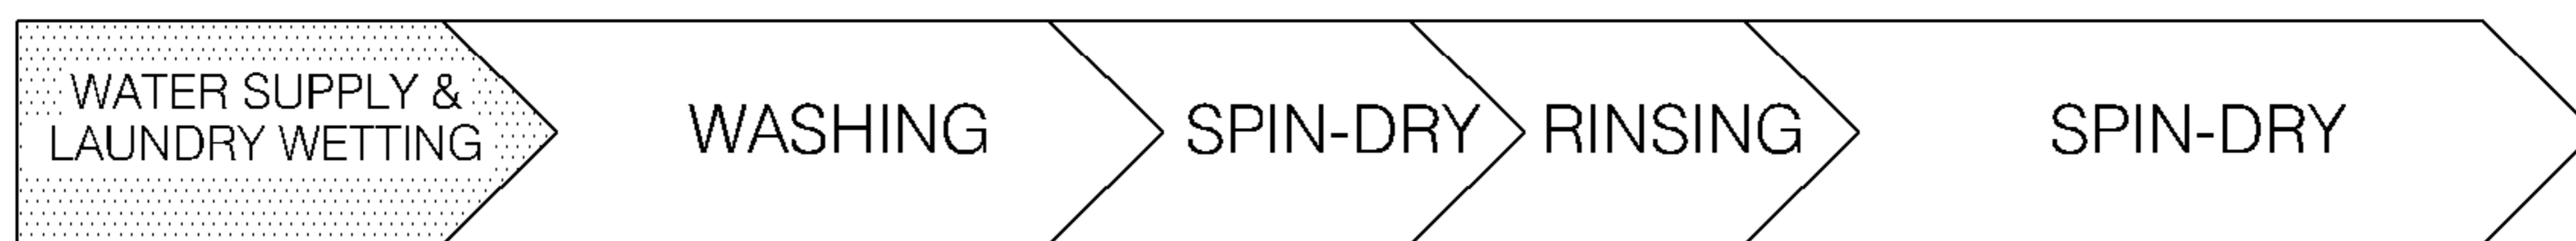 WATER SUPPLY &
LAUNDRY WETTING
WASHING
SPIN-DRY
RINSING
SPIN-DRY